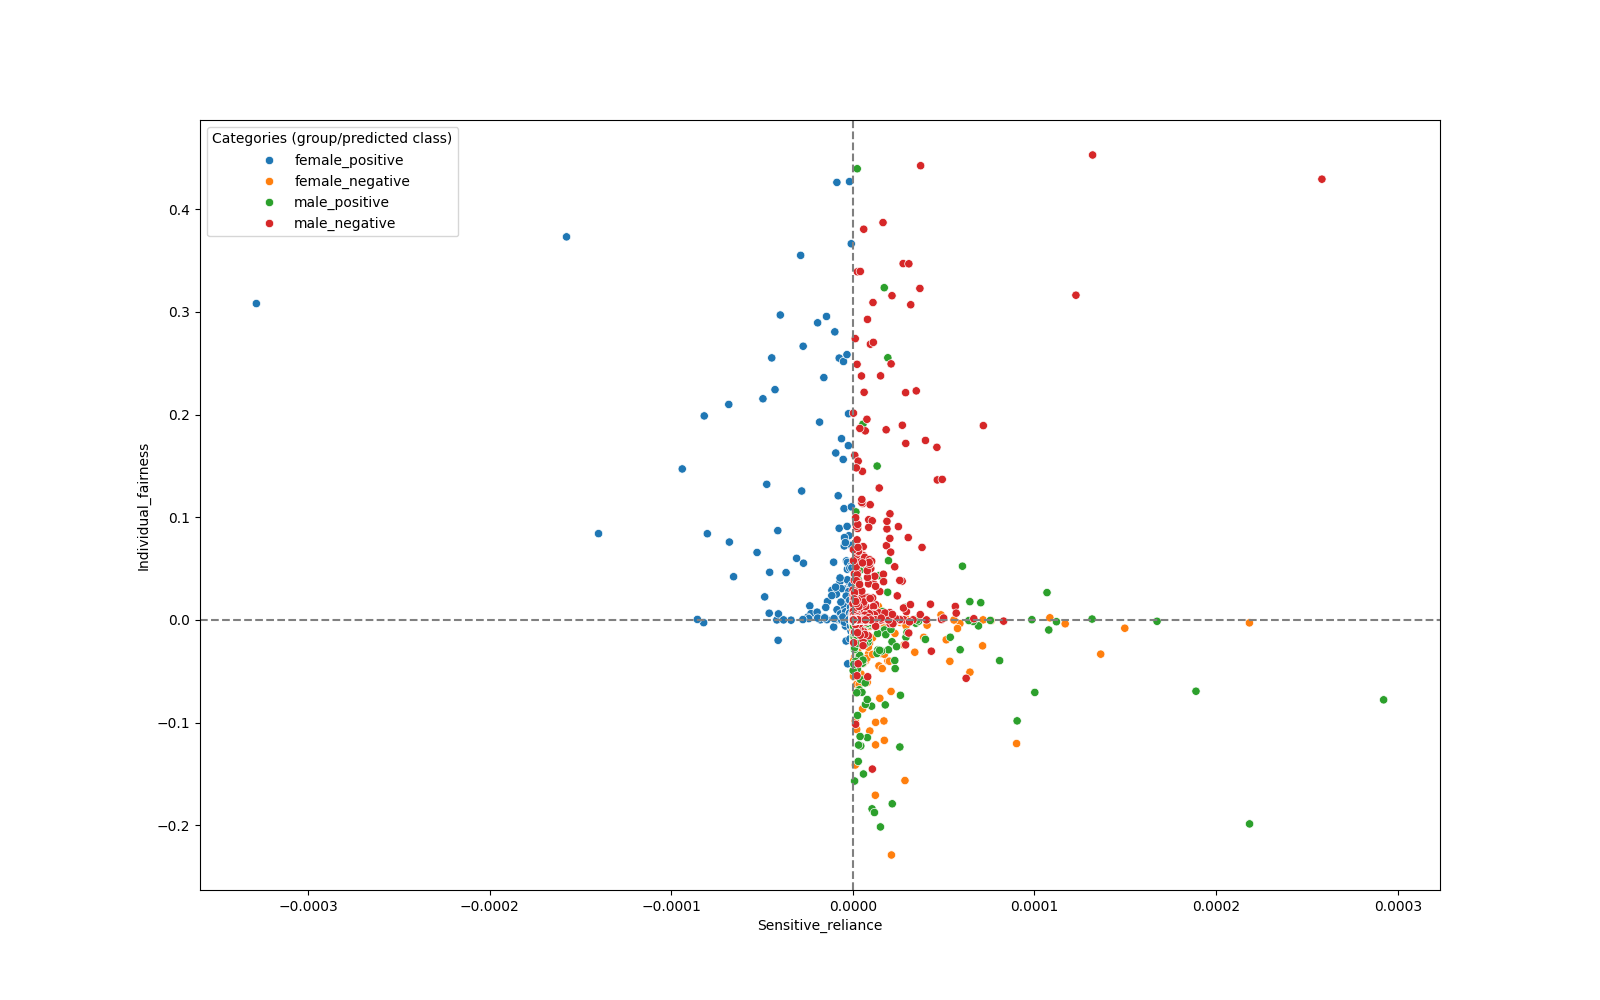 Categories (group/predicted class)
female_positive
female_negative
male_positive
male_negative
Individual_fairness
0.4
0.3
0.2
0.1
0.0
−0.1
−0.2
−0.0003
−0.0002
−0.0001
0.0000
0.0001
0.0002
0.0003
Sensitive_reliance